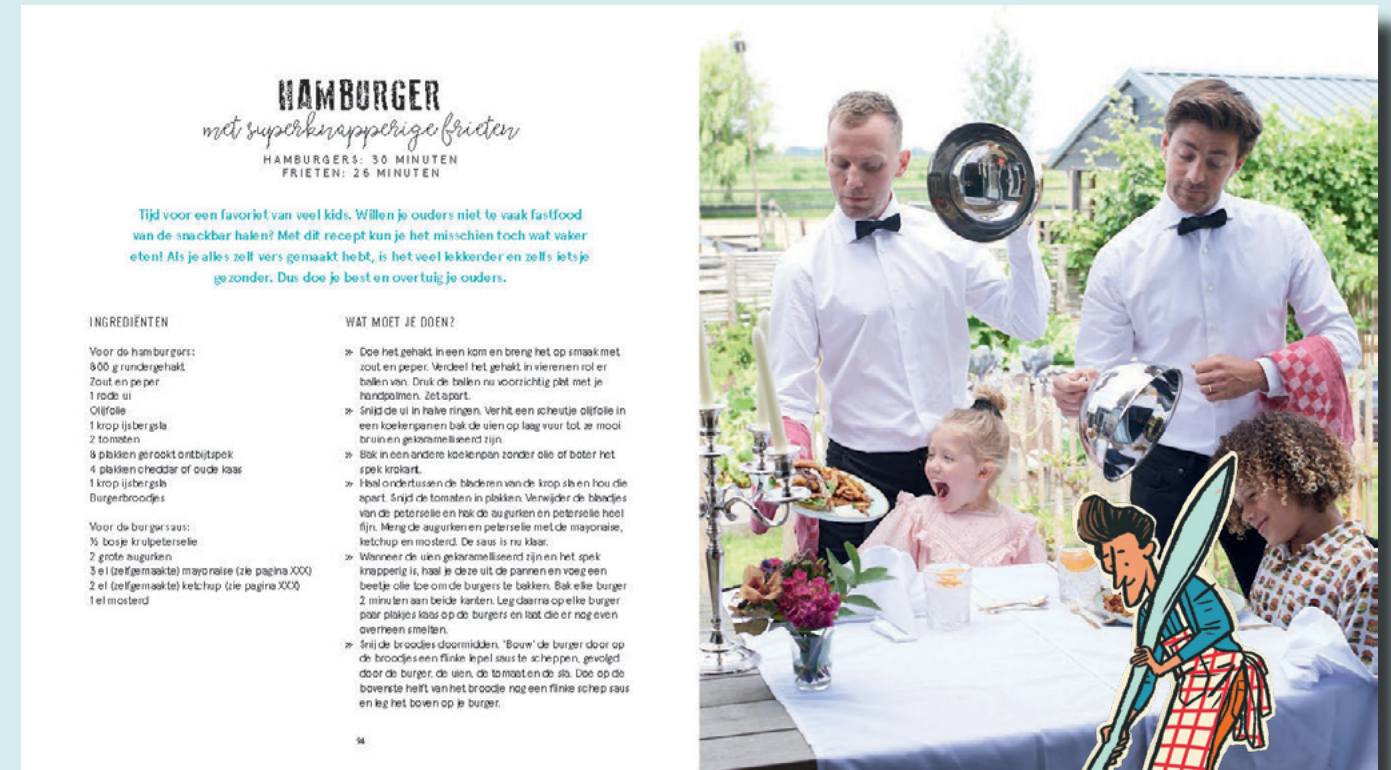 HAMBURGER
met superknapperige frieten
HAMBURGERS: 30 MINUTEN
FRIETEN: 26 MINUTEN
Tijd voor een favoriet van veel kids. Willen je ouders niet te vaak fastfood
van de snackbar halen? Met dit recept kun je het misschien toch wat vaker
eten! Als je alles zelf vers gemaakt hebt, is het veel lekkerder en zelfs ietsje
gezonder. Dus doe je best en overtuig je ouders.
INGREDIËNTEN
Voor de hamburgers:
800 g rundergehakt
Zout en peper
1 rode ui
Olijfolie
1 krop ijsbergsla
2 tomaten
8 plakken gerookt ontbijtspek
4 plakken cheddar of oude kaas
1 krop ijsbergsla
Burgerbroodjes
Voor de burgersaus:
½ bosje krulpeterselie
2 grote augurken
3 el (zelfgemaakte) mayonaise (zie pagina XXX)
2 el (zelfgemaakte) ketchup (zie pagina XXX)
1 el mosterd
WAT MOET JE DOEN?
» Doe het gehakt in een kom en breng het op smaak met
zout en peper. Verdeel het gehakt in vieren en rol er
ballen van. Druk de ballen nu voorzichtig plat met je
handpalmen. Zet apart.
» Snijd de ui in halve ringen. Verhit een scheutje olijfolie in
een koekenpan en bak de uien op laag vuur tot ze mooi
bruin en gekaramelliseerd zijn.
» Bak in een andere koekenpan zonder olie of boter het
spek krokant.
» Haal ondertussen de bladeren van de krop sla en hou die
apart. Snijd de tomaten in plakken. Verwijder de blaadjes
van de peterselie en hak de augurken en peterselie heel
fijn. Meng de augurken en peterselie met de mayonaise,
ketchup en mosterd. De saus is nu klaar.
» Wanneer de uien gekaramelliseerd zijn en het spek
knapperig is, haal je deze uit de pannen en voeg een
beetje olie toe om de burgers te bakken. Bak elke burger
2 minuten aan beide kanten. Leg daarna op elke burger
paar plakjes kaas op de burgers en laat die er nog even
overheen smelten.
» Snij de broodjes doormidden. 'Bouw' de burger door op
de broodjes een flinke lepel saus te scheppen, gevolgd
door de burger, de uien, de tomaat en de sla. Doe op de
bovenste helft van het broodje nog een flinke schep saus
en leg het boven op je burger.
94